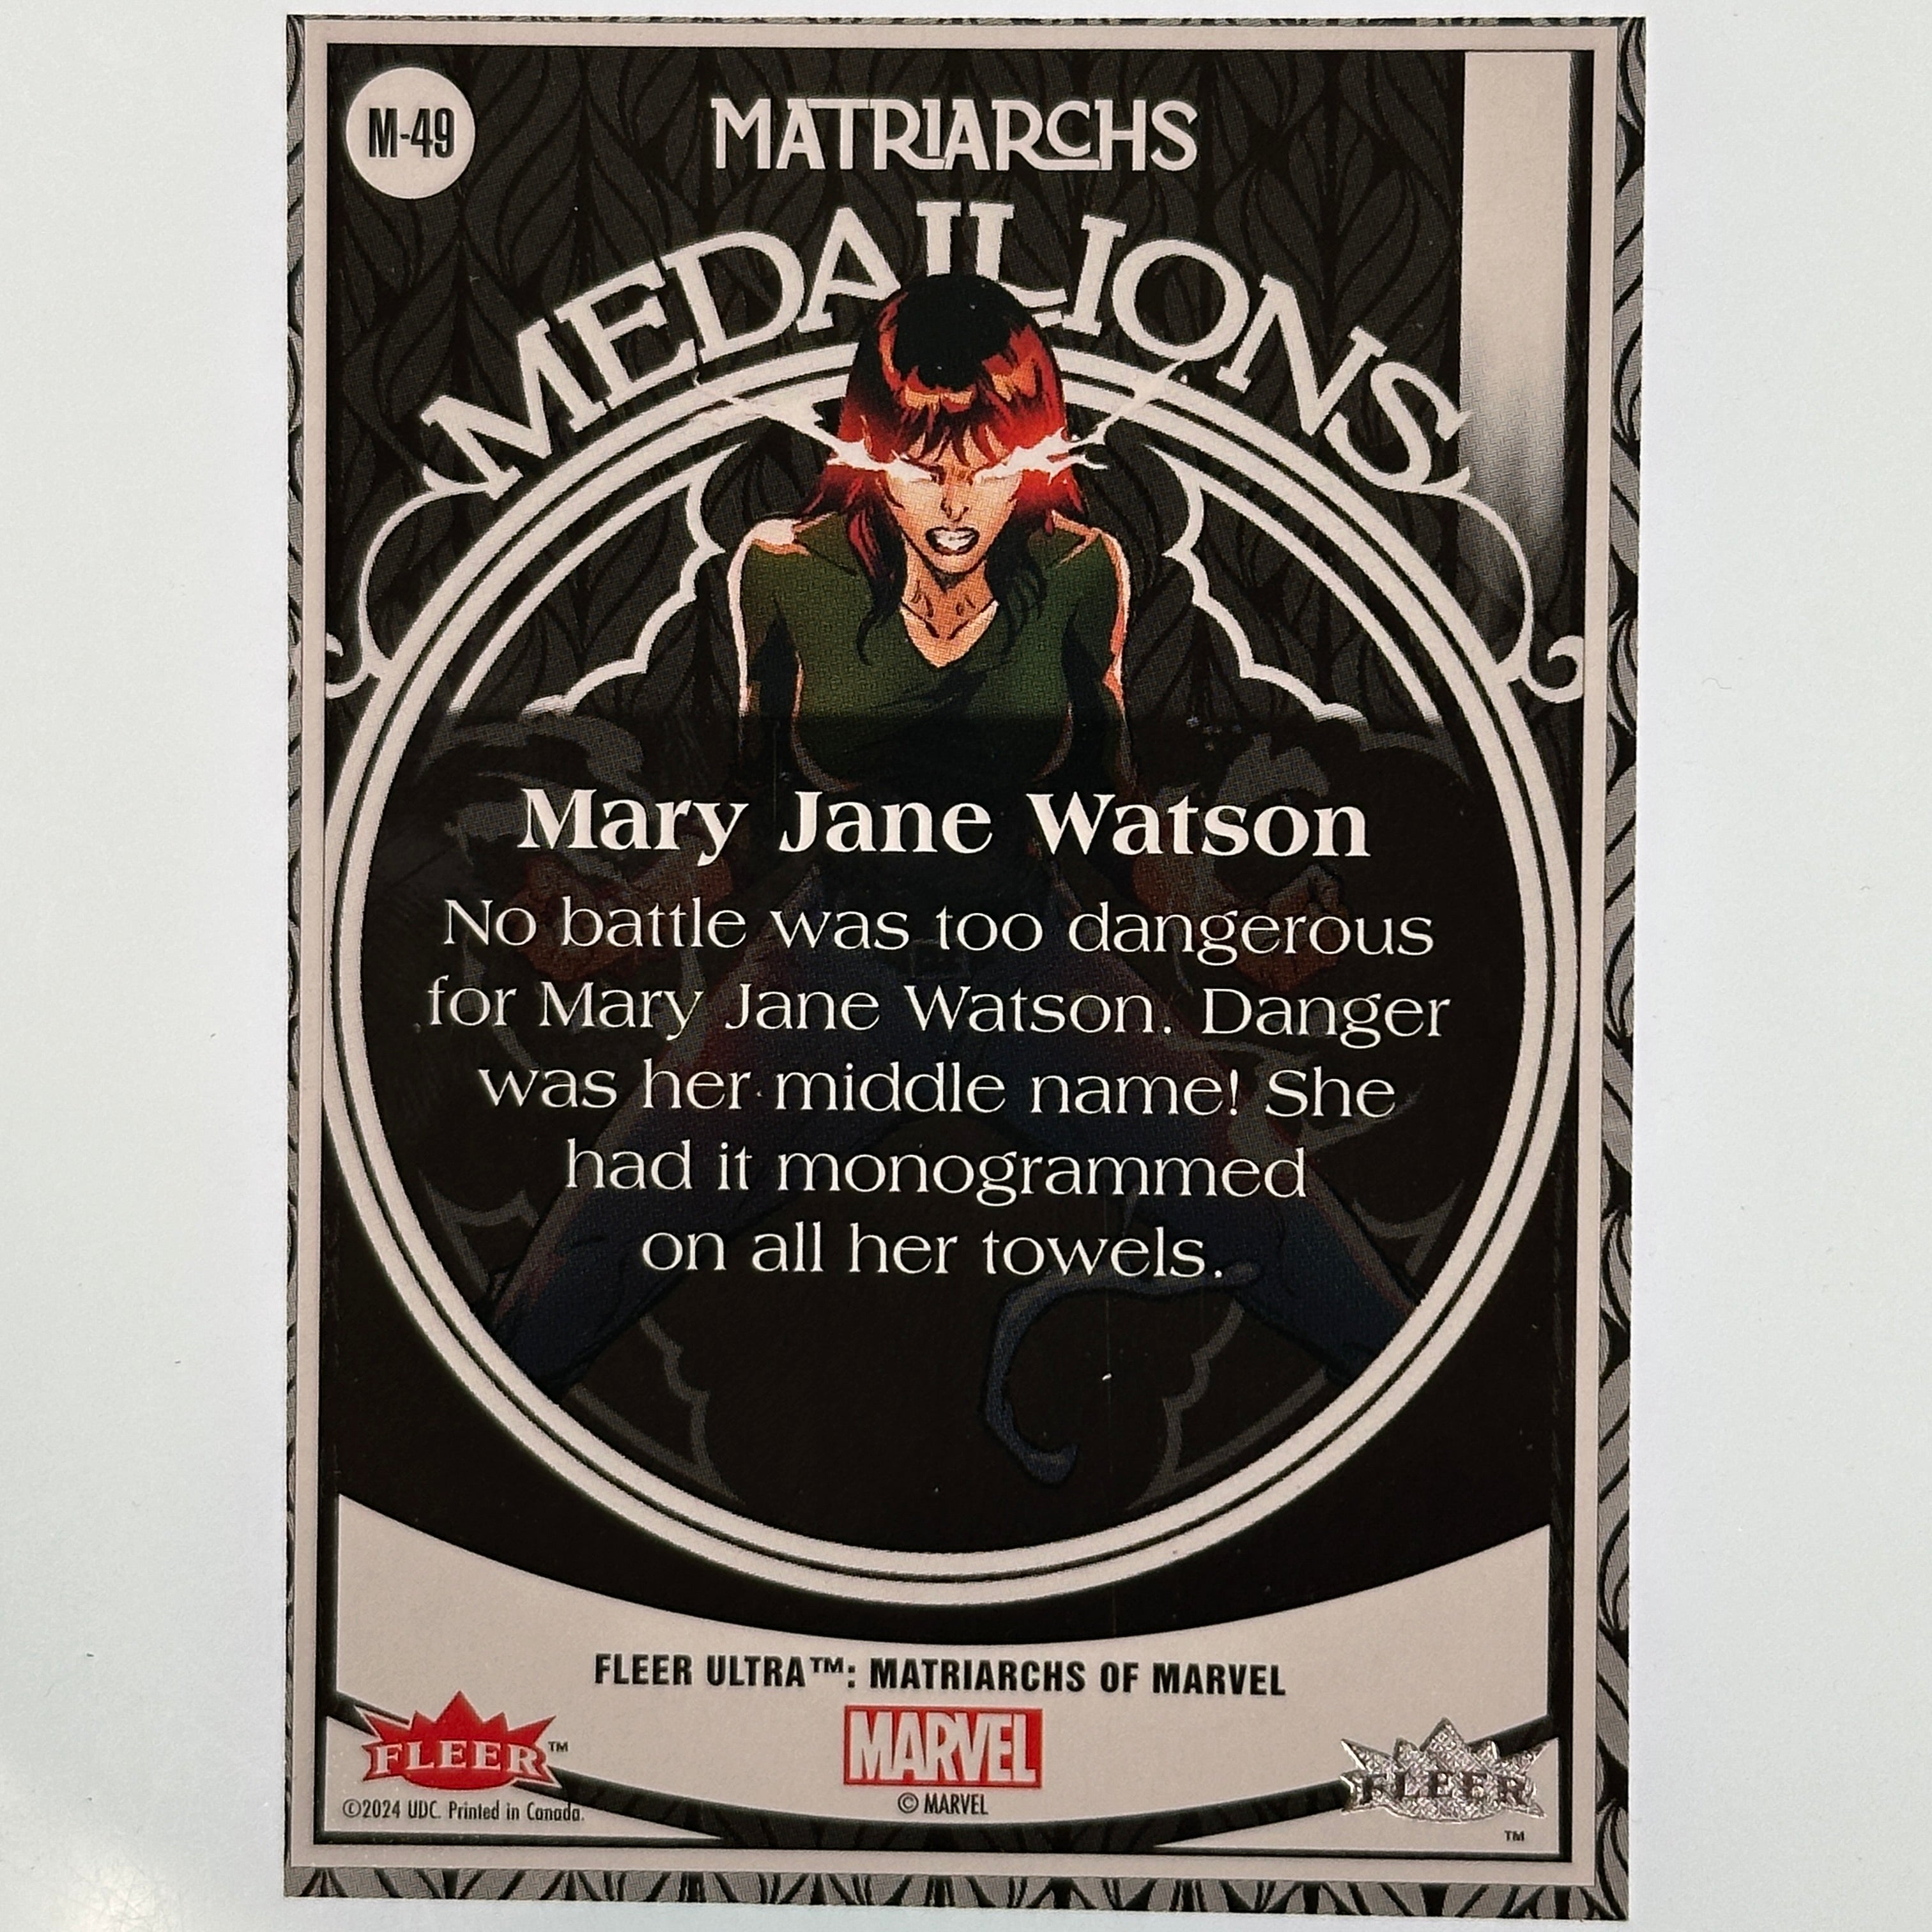 M-49
MATRIARCHS
MEDALLIONS
Mary Jane Watson
No battle was too dangerous
for Mary Jane Watson. Danger
was her middle name! She
had it monogrammed
on all her towels.
FLEER ULTRA™: MATRIARCHS OF MARVEL
FLEER™
MARVEL
FLEER
™
©2024 UDC. Printed in Canada.
© MARVEL